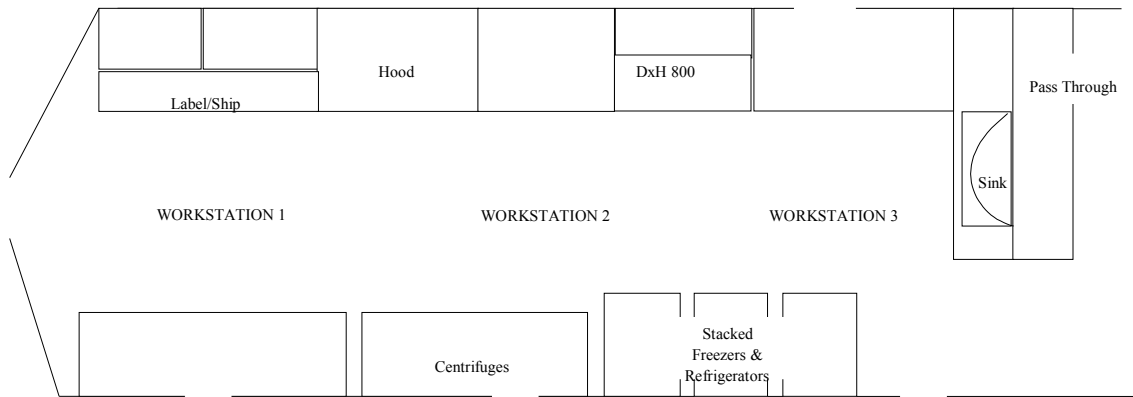 Hood
DxH 800
Label/Ship
Pass Through
Sink
WORKSTATION 1
WORKSTATION 2
WORKSTATION 3
Centrifuges
Stacked
Freezers &
Refrigerators